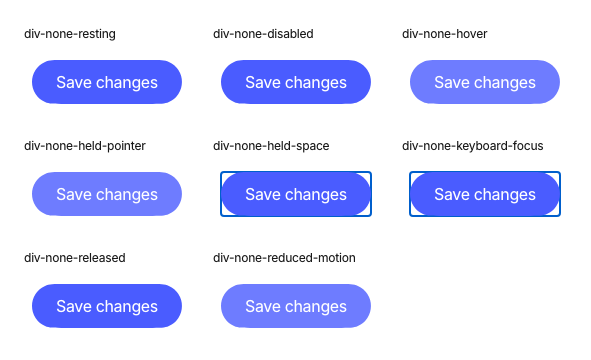 div-none-resting
div-none-disabled
div-none-hover
Save changes
Save changes
Save changes
div-none-held-pointer
div-none-held-space
div-none-keyboard-focus
Save changes
Save changes
Save changes
div-none-released
div-none-reduced-motion
Save changes
Save changes